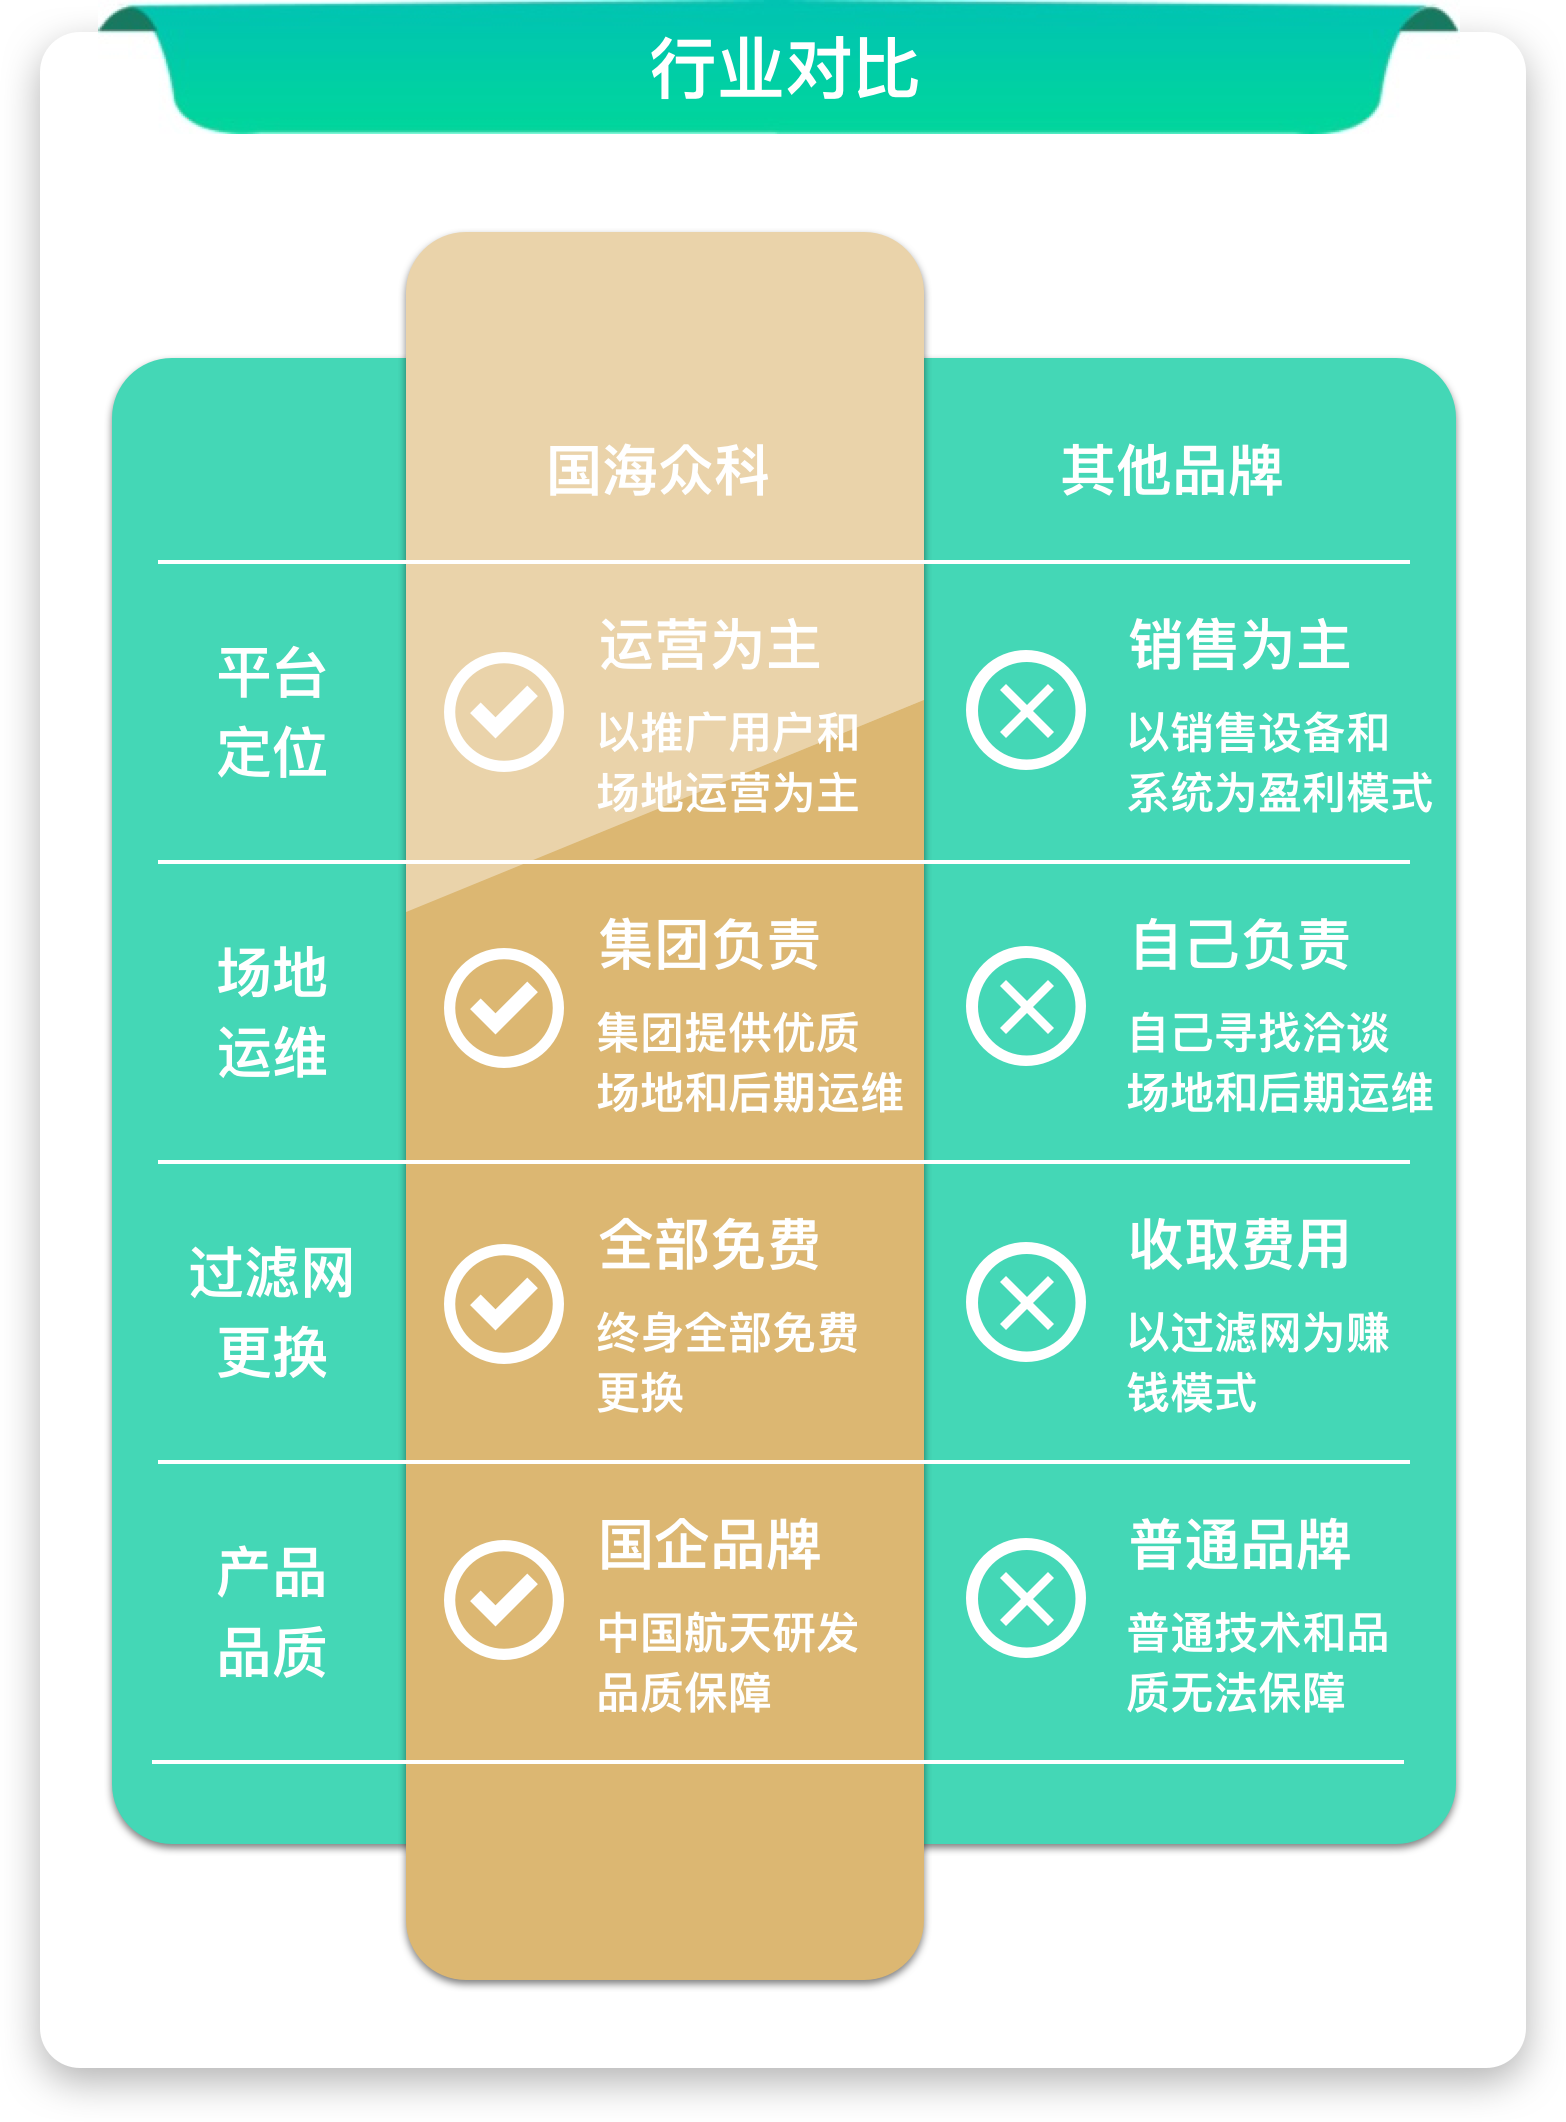 行业对比
国海众科
其他品牌
平台
定位
运营为主
以推广用户和
场地运营为主
销售为主
以销售设备和
系统为盈利模式
场地
运维
集团负责
集团提供优质
场地和后期运维
自己负责
自己寻找洽谈
场地和后期运维
过滤网
更换
全部免费
终身全部免费
更换
收取费用
以过滤网为赚
钱模式
产品
品质
国企品牌
中国航天研发
品质保障
普通品牌
普通技术和品
质无法保障